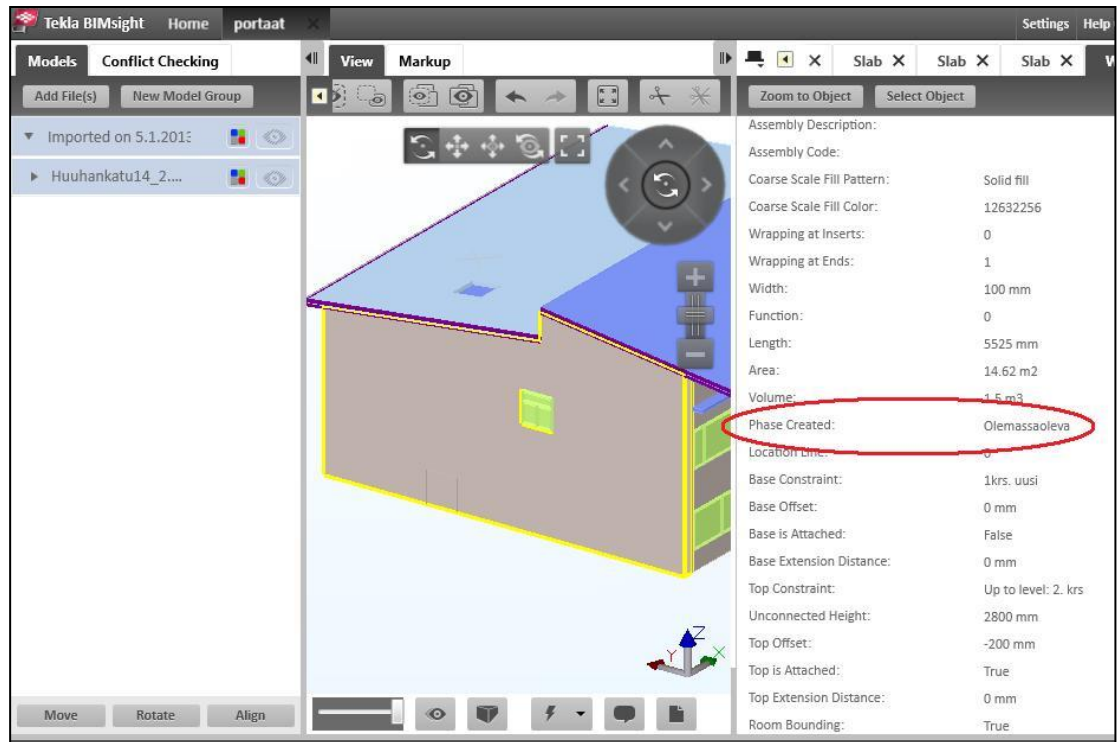 Tekla BIMsight Home portaat Settings Help
Models Conflict Checking View Markup Slab Slab Slab
Add File(s) New Model Group Zoom to Object Select Object
Imported on 5.1.201
Huuhankatu14_2....
Assembly Description:
Assembly Code:
Coarse Scale Fill Pattern: Solid fill
Coarse Scale Fill Color: 12632256
Wrapping at Inserts: 0
Wrapping at Ends: 1
Width: 100 mm
Function: 0
Length: 5525 mm
Area: 14.62 m2
Volume: 1.5 m3
Phase Created: Olemassaoleva
Location Line: 0
Base Constraint: 1krs. uusi
Base Offset: 0 mm
Base is Attached: False
Base Extension Distance: 0 mm
Top Constraint: Up to level: 2. krs
Unconnected Height: 2800 mm
Top Offset: -200 mm
Top is Attached: True
Top Extension Distance: 0 mm
Room Bounding: True
Z
Y X
Move Rotate Align